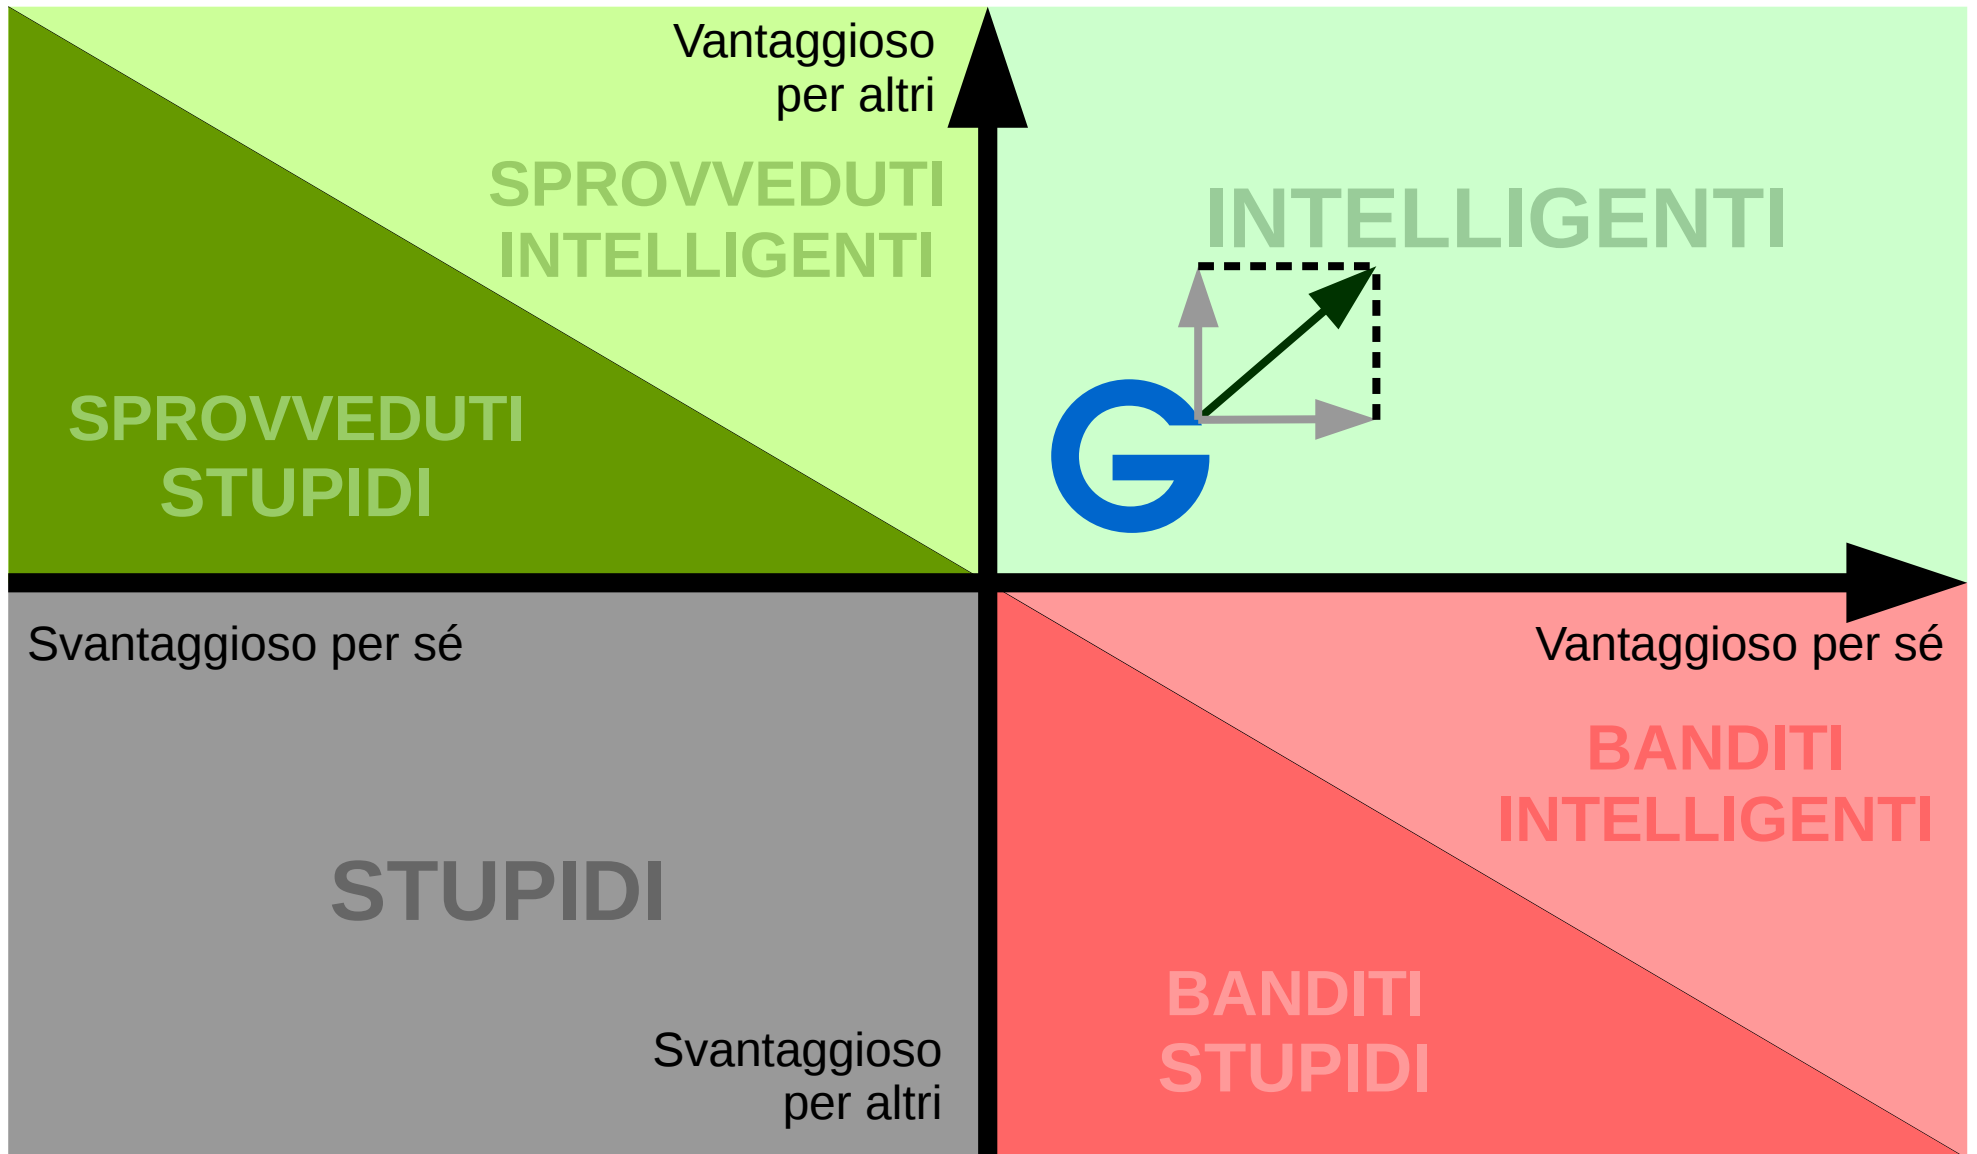 Vantaggioso
per altri
SPROVVEDUTI
INTELLIGENTI
INTELLIGENTI
G
SPROVVEDUTI
STUPIDI
Svantaggioso per sé
Vantaggioso per sé
BANDITI
INTELLIGENTI
STUPIDI
BANDITI
STUPIDI
Svantaggioso
per altri